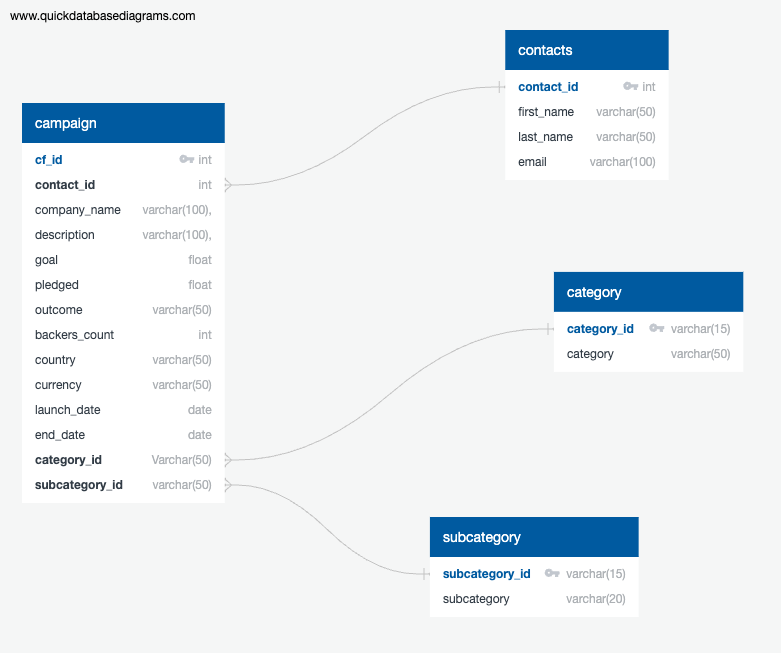 www.quickdatabasediagrams.com
contacts
contact_id int
first_name varchar(50)
last_name varchar(50)
email varchar(100)
campaign
cf_id int
contact_id int
company_name varchar(100),
description varchar(100),
goal float
pledged float
outcome varchar(50)
backers_count int
country varchar(50)
currency varchar(50)
launch_date date
end_date date
category_id Varchar(50)
subcategory_id varchar(50)
category
category_id varchar(15)
category varchar(50)
subcategory
subcategory_id varchar(15)
subcategory varchar(20)